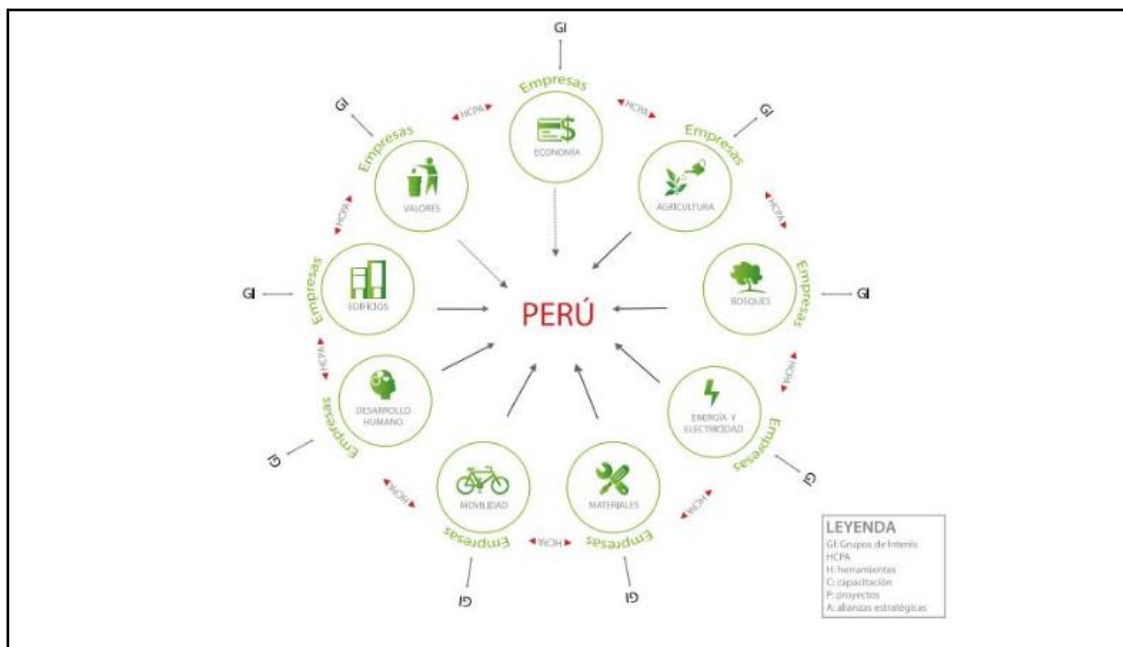 GI
Empresas
ECONOMÍA
HCPA
GI
Empresas
AGRICULTURA
HCPA
Empresas
BOSQUES
GI
HCPA
ENERGÍA Y
ELECTRICIDAD
Empresas
GI
HCPA
MATERIALES
Empresas
GI
HCPA
MOVILIDAD
Empresas
GI
HCPA
DESARROLLO
HUMANO
Empresas
GI
HCPA
EDIFICIOS
Empresas
GI
HCPA
VALORES
Empresas
GI
HCPA
PERÚ
LEYENDA
GI: Grupos de Interés
HCPA
H: herramientas
C: capacitación
P: proyectos
A: alianzas estratégicas